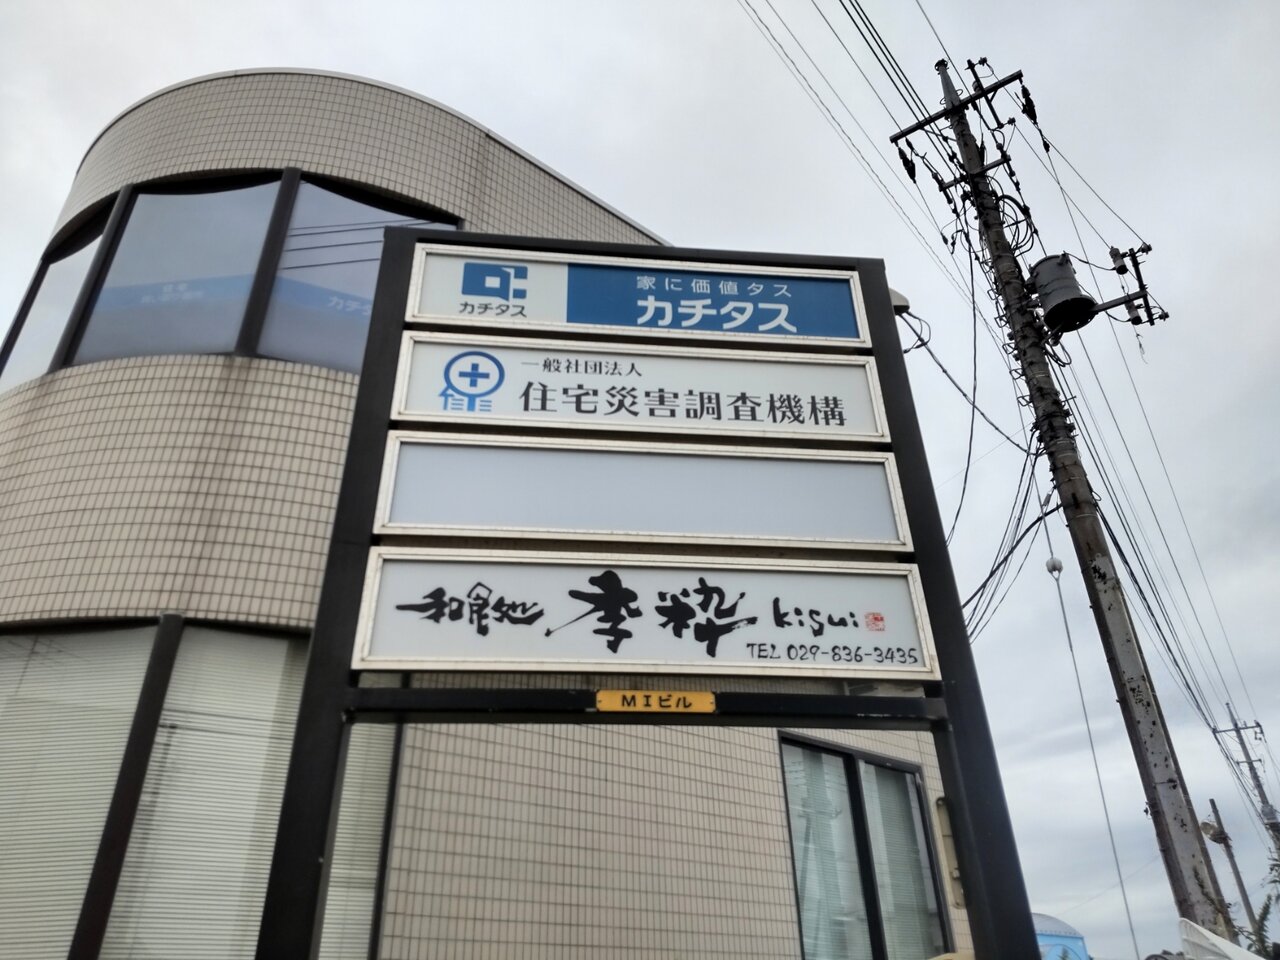 カチタス
家に価値タス
カチタス
一般社団法人
住宅災害調査機構
和食処 季粋 kisui
TEL 029-836-3435
MIビル